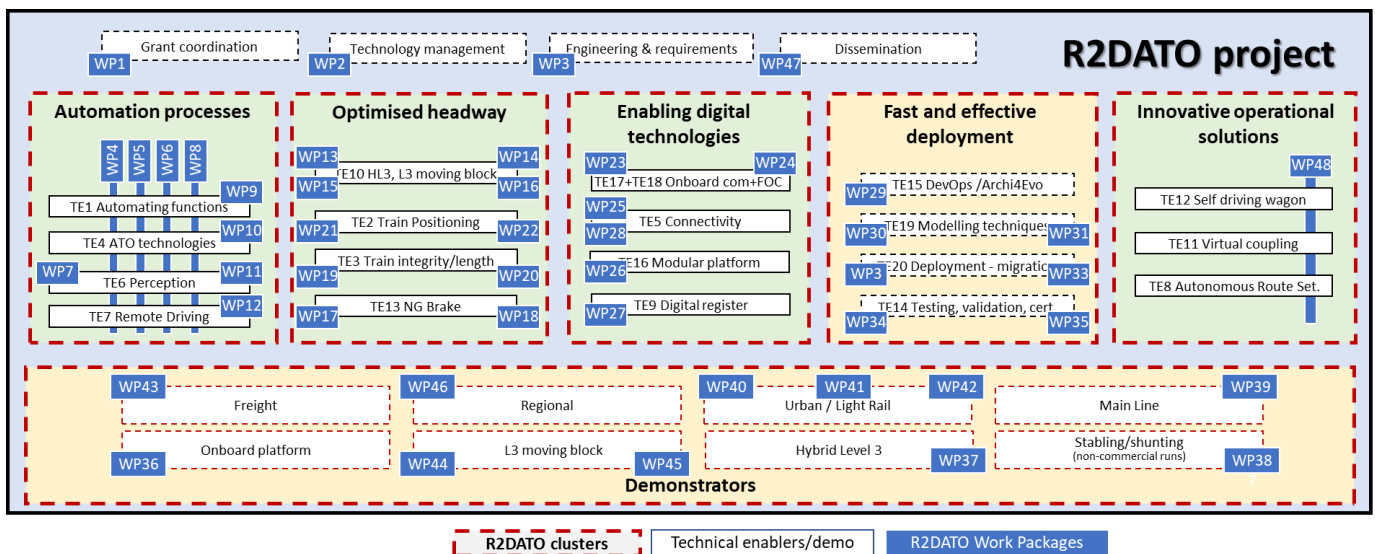 R2DATO project
Grant coordination
WP1
Technology management
WP2
Engineering & requirements
WP3
Dissemination
WP47
Automation processes
WP4
WP5
WP6
WP8
WP9
TE1 Automating functions
WP10
TE4 ATO technologies
WP7
WP11
TE6 Perception
WP12
TE7 Remote Driving
Optimised headway
WP13
WP14
TE10 HL3, L3 moving block
WP15
WP16
TE2 Train Positioning
WP21
WP22
TE3 Train integrity/length
WP19
WP20
TE13 NG Brake
WP17
WP18
Enabling digital
technologies
WP23
WP24
TE17+TE18 Onboard com+FOC
WP25
TE5 Connectivity
WP28
TE16 Modular platform
WP26
TE9 Digital register
WP27
Fast and effective
deployment
TE15 DevOps /Archi4Evo
WP29
TE19 Modelling techniques
WP30
WP31
TE20 Deployment - migratic
WP3
WP33
TE14 Testing, validation, cert
WP34
WP35
Innovative operational
solutions
WP48
TE12 Self driving wagon
TE11 Virtual coupling
TE8 Autonomous Route Set.
WP43
Freight
WP46
Regional
WP40
WP41
WP42
Urban / Light Rail
WP39
Main Line
Onboard platform
WP36
L3 moving block
WP44
WP45
Hybrid Level 3
WP37
Stabling/shunting
(non-commercial runs)
WP38
Demonstrators
R2DATO clusters
Technical enablers/demo
R2DATO Work Packages